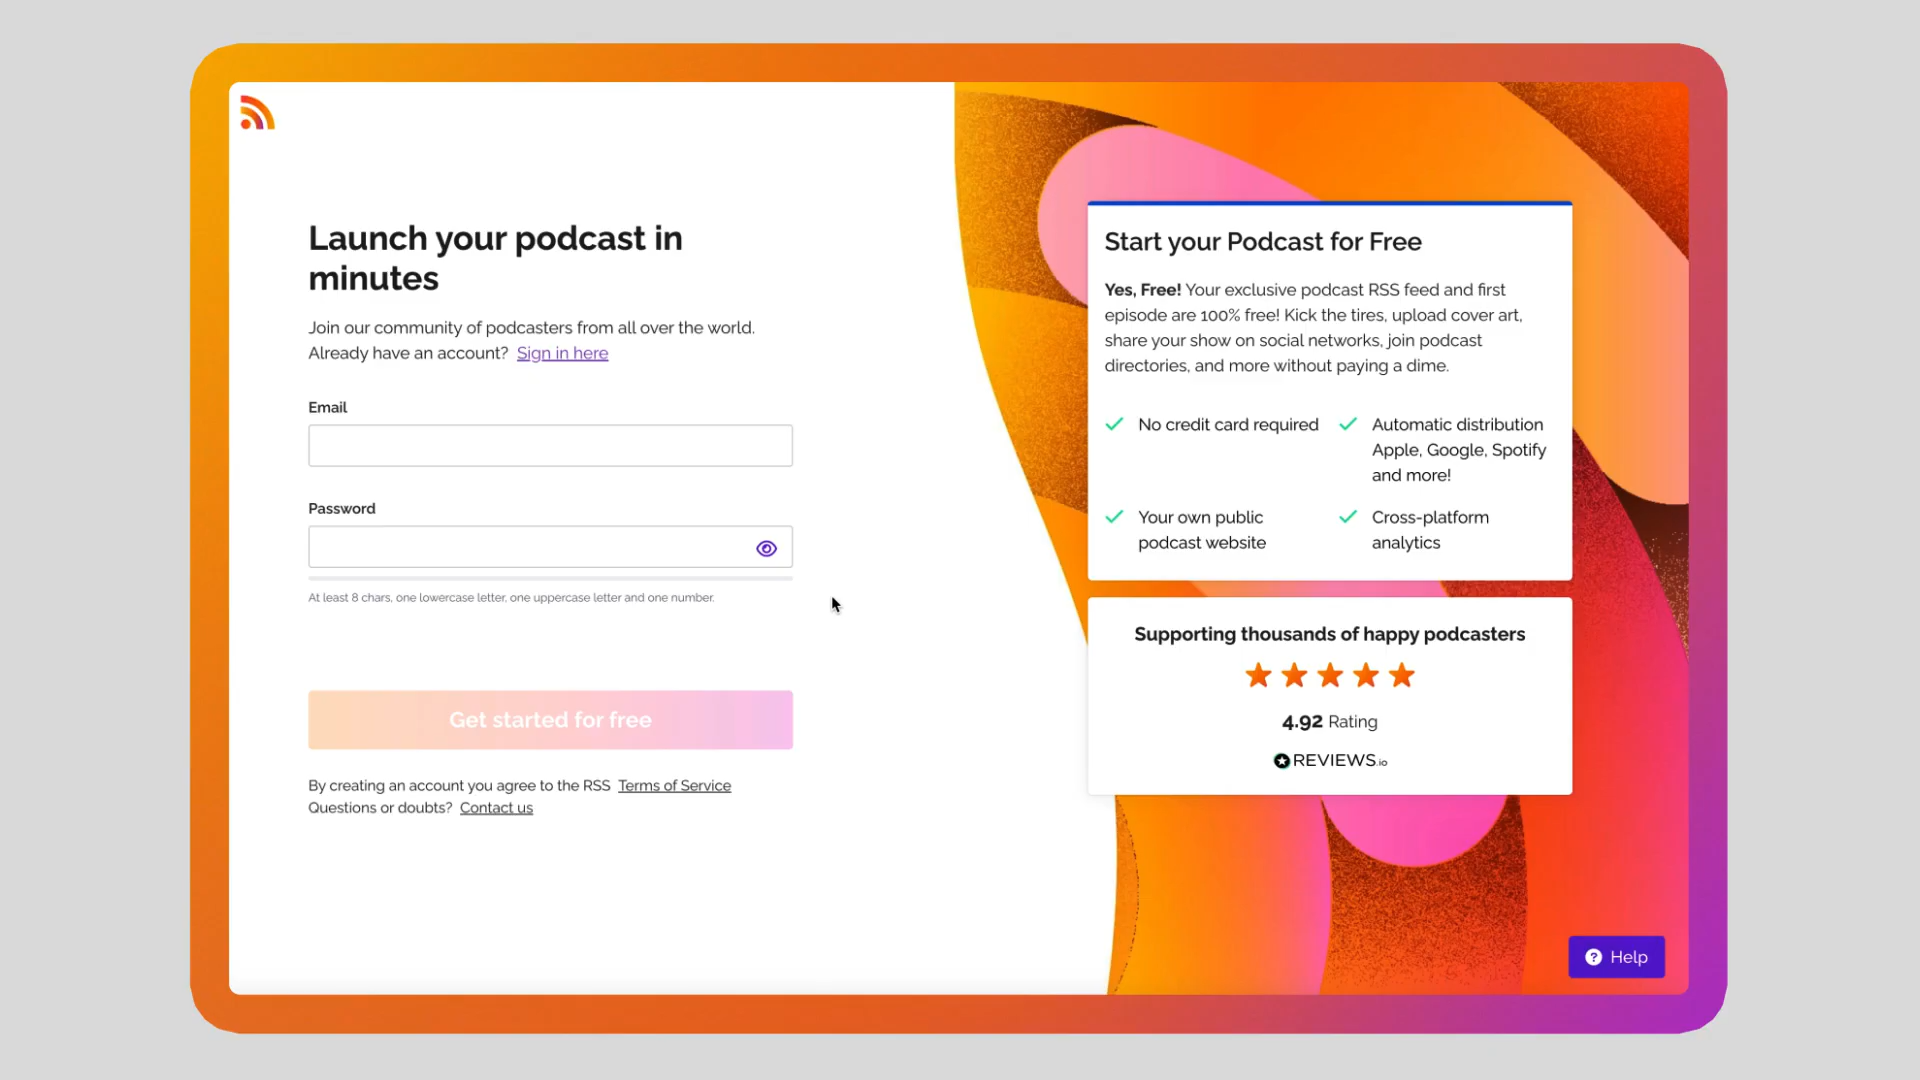 Launch your podcast in
minutes
Join our community of podcasters from all over the world.
Already have an account? Sign in here
Email
Password
At least 8 chars, one lowercase letter, one uppercase letter and one number.
Get started for free
By creating an account you agree to the RSS Terms of Service
Questions or doubts? Contact us
Start your Podcast for Free
Yes, Free! Your exclusive podcast RSS feed and first
episode are 100% free! Kick the tires, upload cover art,
share your show on social networks, join podcast
directories, and more without paying a dime.
No credit card required
Automatic distribution
Apple, Google, Spotify
and more!
Your own public
podcast website
Cross-platform
analytics
Supporting thousands of happy podcasters
4.92 Rating
REVIEWS.io
Help